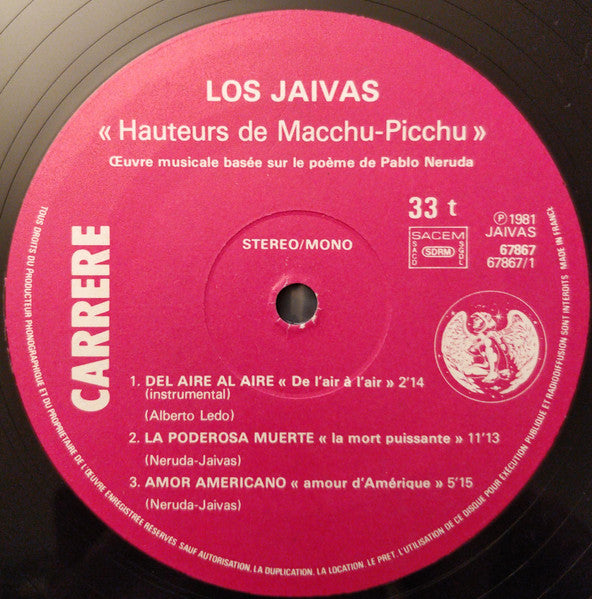 LOS JAIVAS
« Hauteurs de Macchu-Picchu »
Œuvre musicale basée sur le poème de Pablo Neruda
33 t
SACEM
SACD
SDRM
SGDL
Ⓟ 1981
JAIVAS
67867
67867/1
STEREO/MONO
CARRERE
1. DEL AIRE AL AIRE « De l'air à l'air » 2'14
(instrumental)
(Alberto Ledo)
2. LA PODEROSA MUERTE « la mort puissante » 11'13
(Neruda-Jaivas)
3. AMOR AMERICANO « amour d'Amérique » 5'15
(Neruda-Jaivas)
TOUS DROITS DU PRODUCTEUR PHONOGRAPHIQUE ET DU PROPRIETAIRE DE L'ŒUVRE ENREGISTREE RESERVES SAUF AUTORISATION, LA DUPLICATION, LA LOCATION, LE PRET, L'UTILISATION DE CE DISQUE POUR EXECUTION PUBLIQUE ET RADIODIFFUSION SONT INTERDITS MADE IN FRANCE